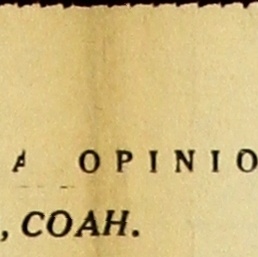 A OPINIO
, COAH.